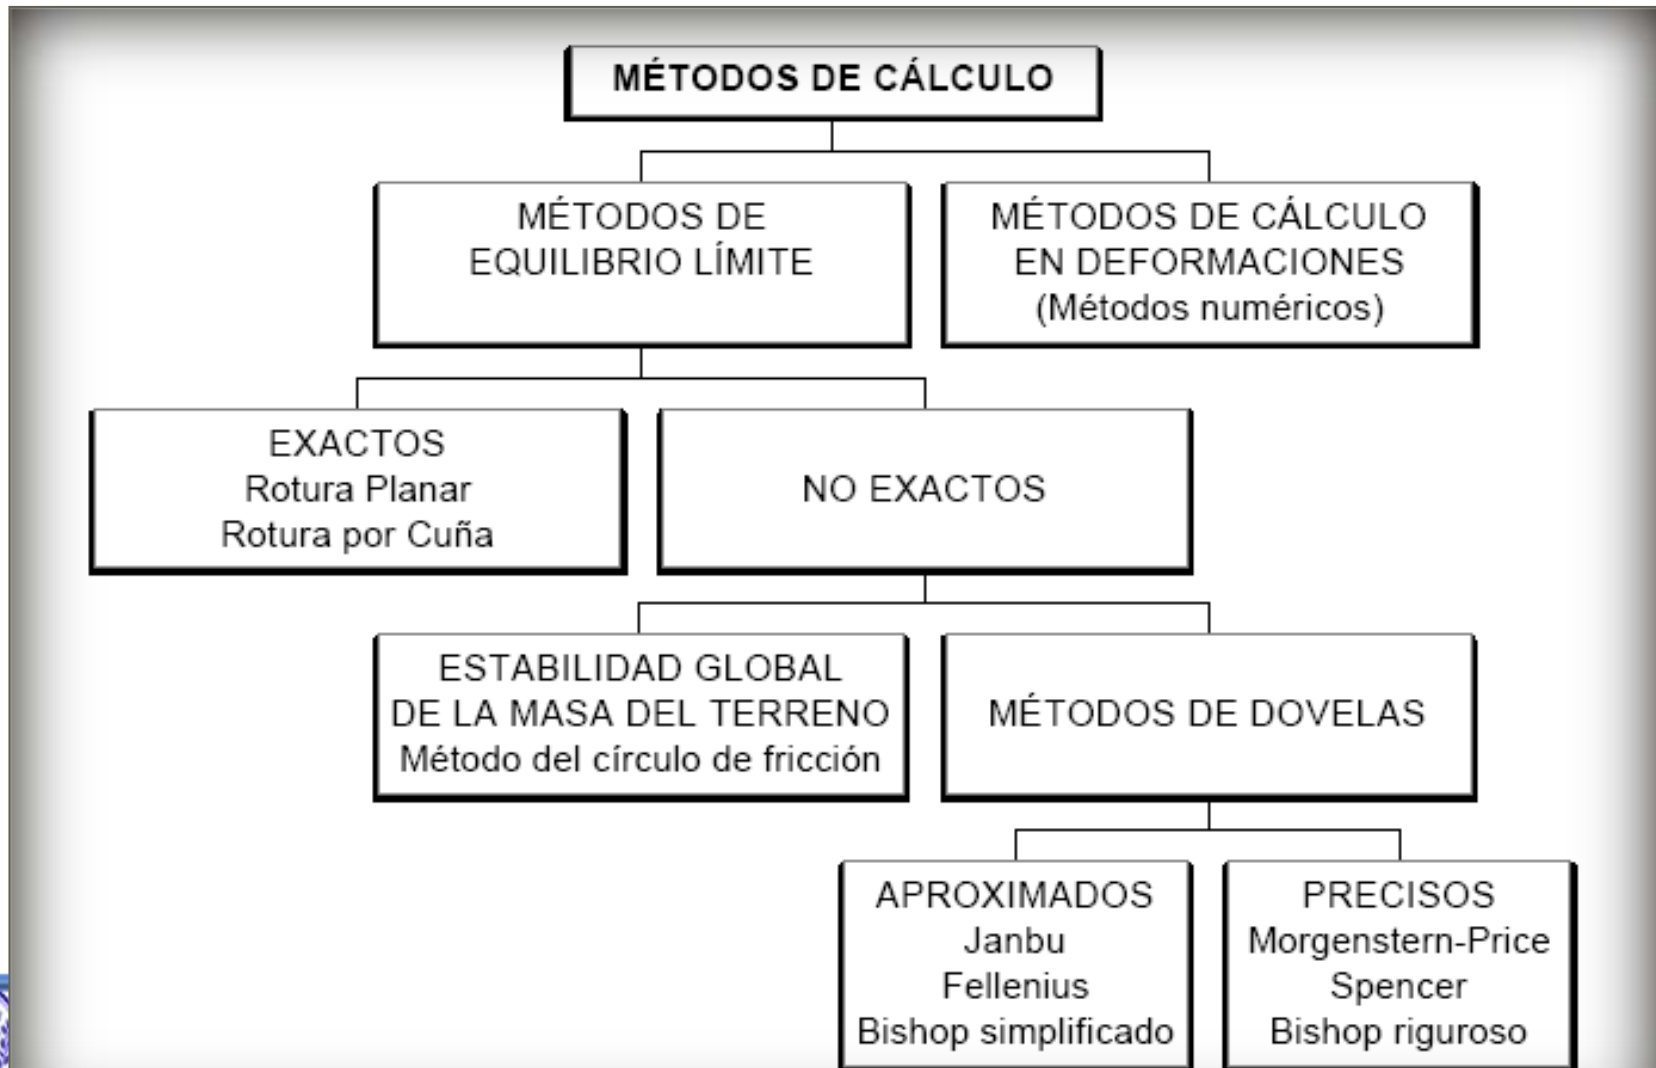 MÉTODOS DE CÁLCULO
MÉTODOS DE
EQUILIBRIO LÍMITE
MÉTODOS DE CÁLCULO
EN DEFORMACIONES
(Métodos numéricos)
EXACTOS
Rotura Planar
Rotura por Cuña
NO EXACTOS
ESTABILIDAD GLOBAL
DE LA MASA DEL TERRENO
Método del círculo de fricción
MÉTODOS DE DOVELAS
APROXIMADOS
Janbu
Fellenius
Bishop simplificado
PRECISOS
Morgenstern-Price
Spencer
Bishop riguroso